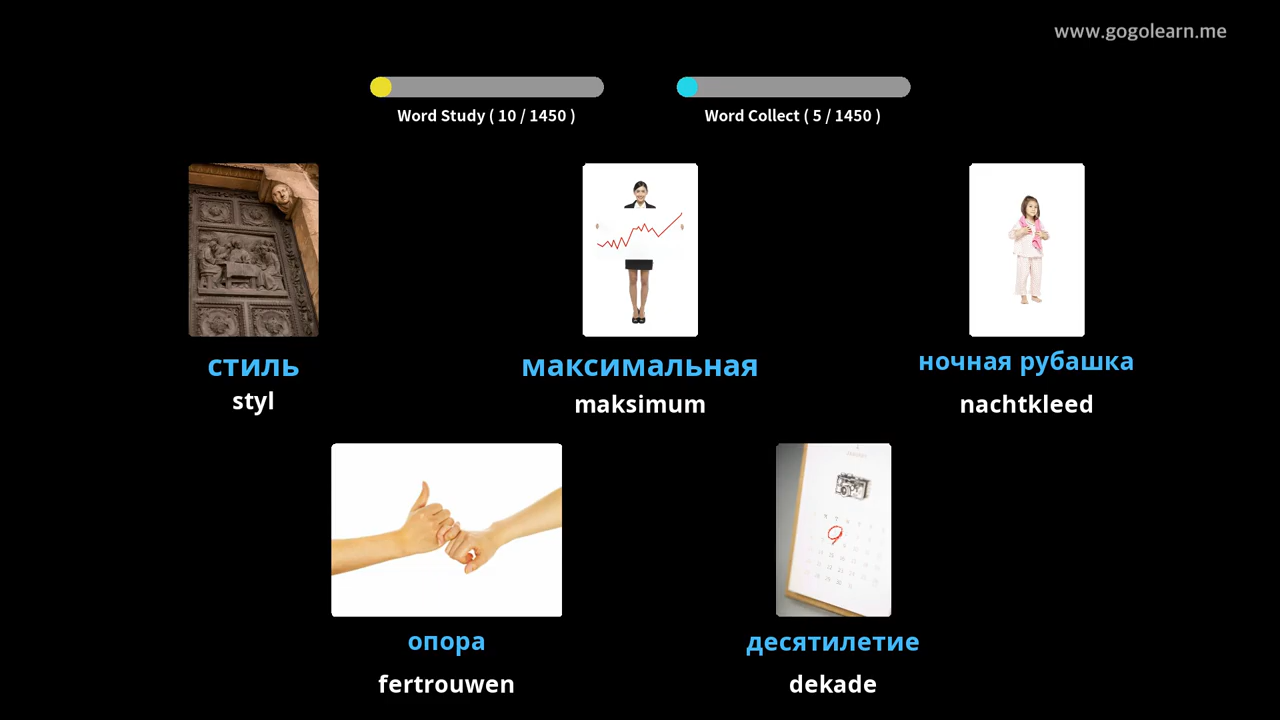 www.gogolearn.me
Word Study ( 10 / 1450 )
Word Collect ( 5 / 1450 )
стиль
styl
максимальная
maksimum
ночная рубашка
nachtkleed
опора
fertrouwen
десятилетие
dekade